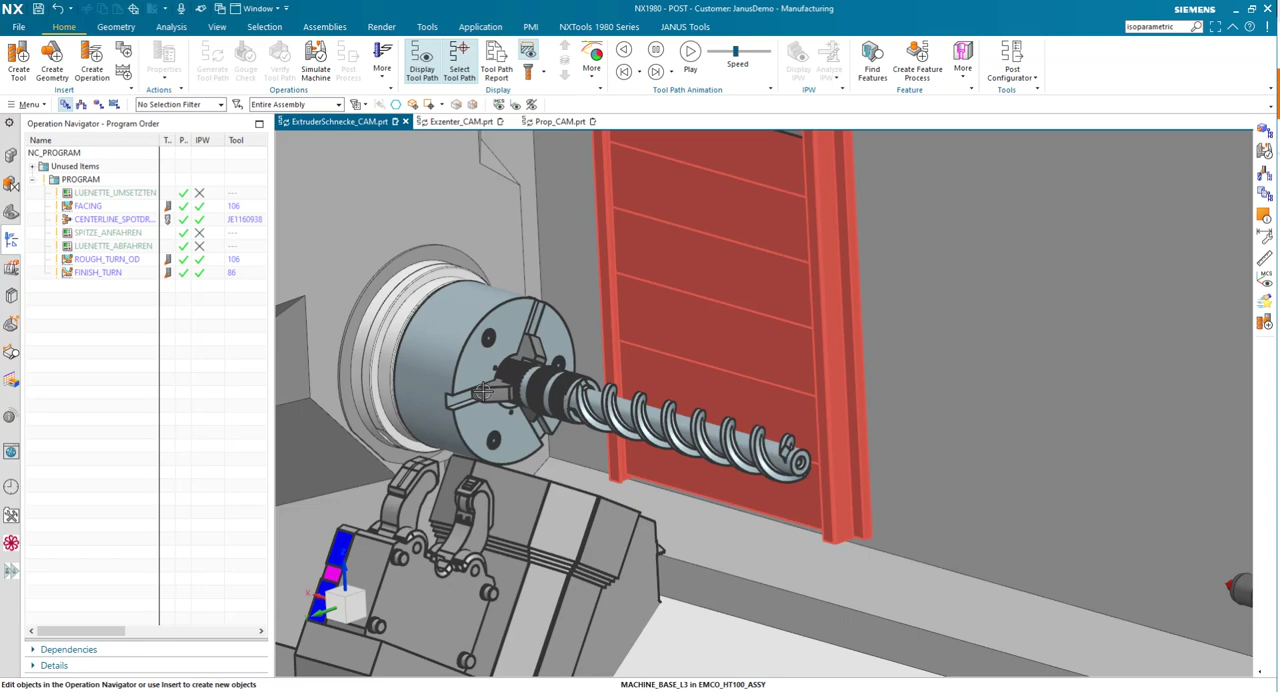 NX
Window
NX1980 - POST - Customer: JanusDemo - Manufacturing
SIEMENS
File
Home
Geometry
Analysis
View
Selection
Assemblies
Render
Tools
Application
PMI
NXTools 1980 Series
JANUS Tools
isoparametric
Create Tool
Create Geometry
Create Operation
Properties
Generate Tool Path
Gouge Check
Verify Tool Path
Simulate Machine
Post Process
More
Display Tool Path
Select Tool Path
Tool Path Report
More
Play
Speed
Display IPW
Analyze IPW
Find Features
Create Feature Process
More
Post Configurator
Insert
Actions
Operations
Display
Tool Path Animation
IPW
Feature
Tools
Menu
No Selection Filter
Entire Assembly
Operation Navigator - Program Order
ExtruderSchnecke_CAM.prt
Exzenter_CAM.prt
Prop_CAM.prt
Name
T..
P..
IPW
Tool
NC_PROGRAM
Unused Items
PROGRAM
LUENETTE_UMSETZTEN
---
FACING
106
CENTERLINE_SPOTDR...
JE1160938
SPITZE_ANFAHREN
---
LUENETTE_ABFAHREN
---
ROUGH_TURN_OD
106
FINISH_TURN
86
MCS
X
Dependencies
Details
Edit objects in the Operation Navigator or use Insert to create new objects
MACHINE_BASE_L3 in EMCO_HT100_ASSY